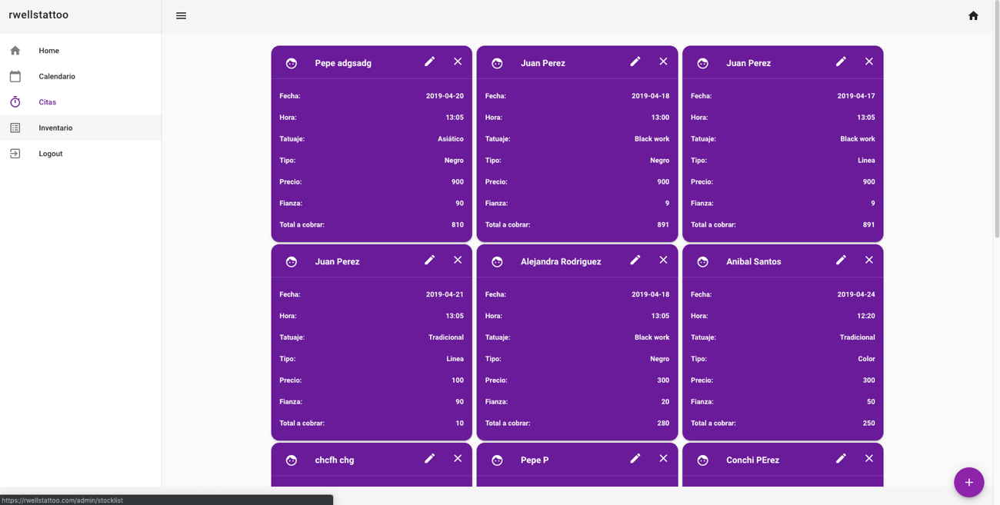 rwellstattoo
Home
Calendario
Citas
Inventario
Logout
Pepe adgsadg
Fecha: 2019-04-20
Hora: 13:05
Tatuaje: Asiático
Tipo: Negro
Precio: 900
Fianza: 90
Total a cobrar: 810
Juan Perez
Fecha: 2019-04-18
Hora: 13:00
Tatuaje: Black work
Tipo: Negro
Precio: 900
Fianza: 9
Total a cobrar: 891
Juan Perez
Fecha: 2019-04-17
Hora: 13:05
Tatuaje: Black work
Tipo: Linea
Precio: 900
Fianza: 9
Total a cobrar: 891
Juan Perez
Fecha: 2019-04-21
Hora: 13:05
Tatuaje: Tradicional
Tipo: Linea
Precio: 100
Fianza: 90
Total a cobrar: 10
Alejandra Rodriguez
Fecha: 2019-04-18
Hora: 13:05
Tatuaje: Black work
Tipo: Negro
Precio: 300
Fianza: 20
Total a cobrar: 280
Anibal Santos
Fecha: 2019-04-24
Hora: 12:20
Tatuaje: Tradicional
Tipo: Color
Precio: 300
Fianza: 50
Total a cobrar: 250
chcfh chg
Pepe P
Conchi PErez
https://rwellstattoo.com/admin/stocklist